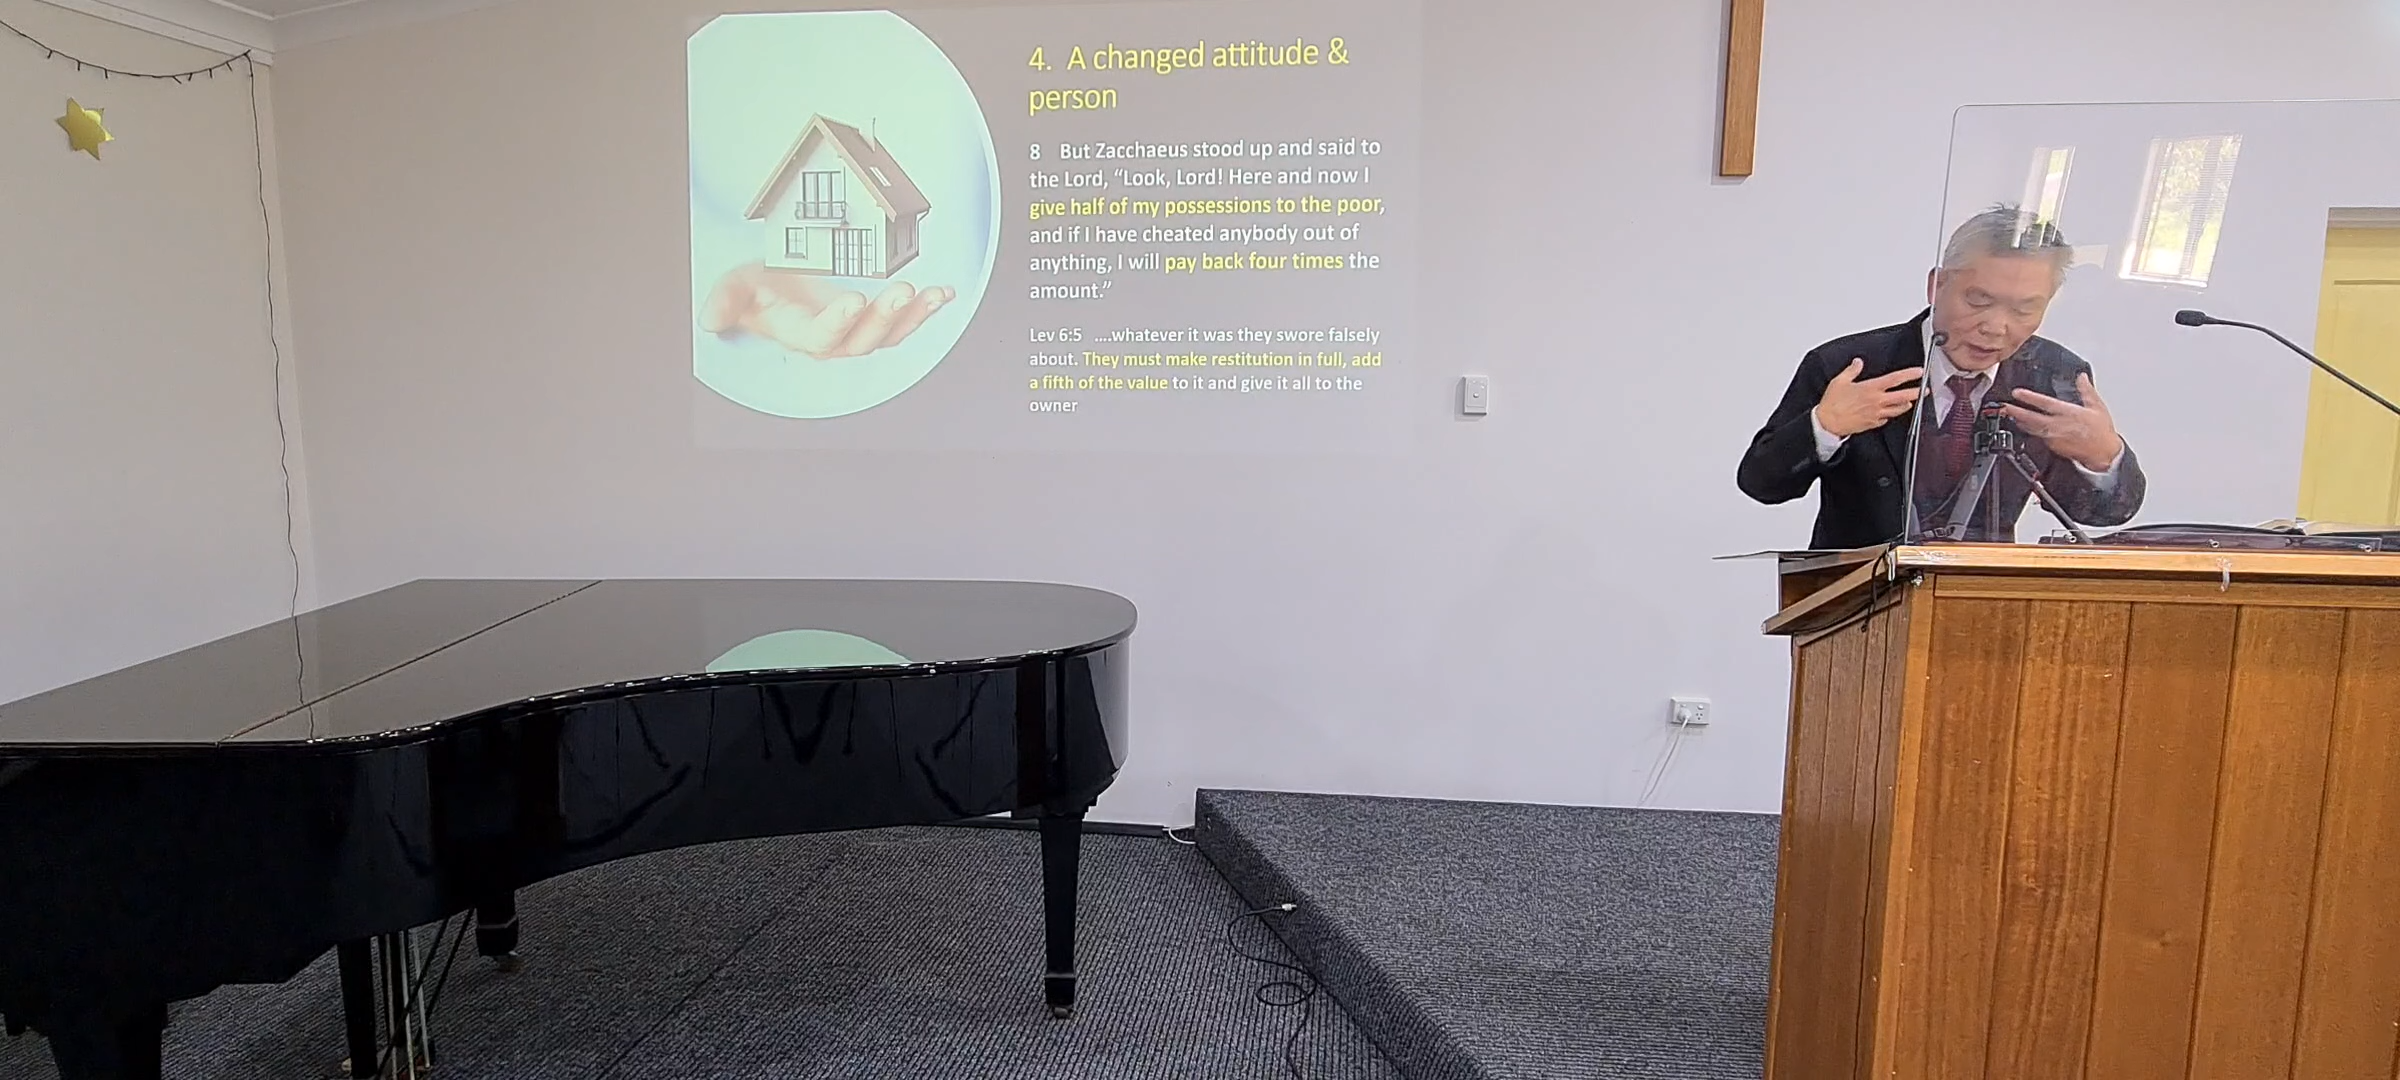 4. A changed attitude &
person
8 But Zacchaeus stood up and said to
the Lord, “Look, Lord! Here and now I
give half of my possessions to the poor,
and if I have cheated anybody out of
anything, I will pay back four times the
amount.”
Lev 6:5 ....whatever it was they swore falsely
about. They must make restitution in full, add
a fifth of the value to it and give it all to the
owner